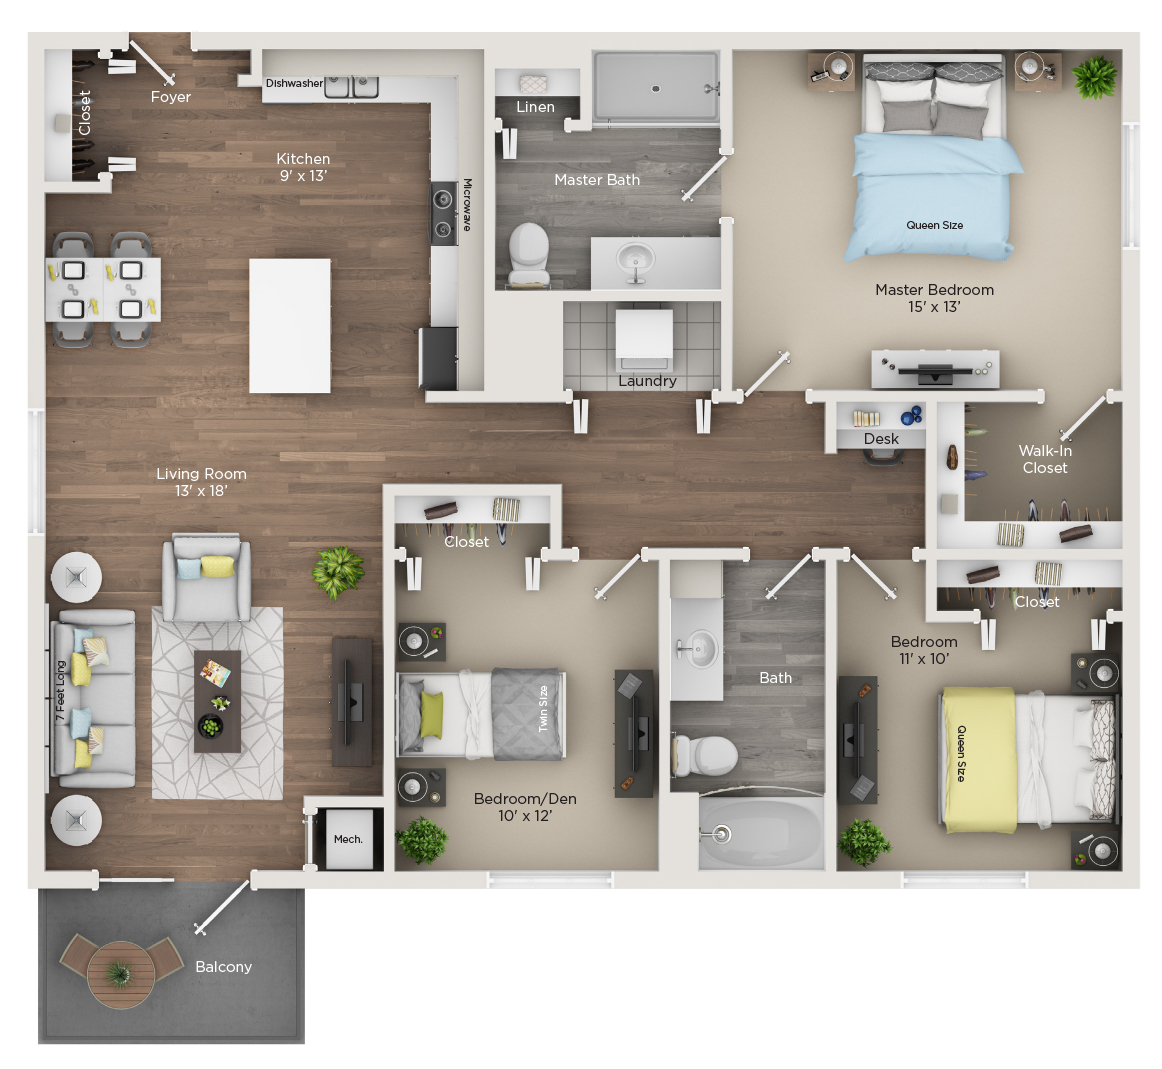 Dishwasher
Foyer
Closet
Linen
Kitchen
9' x 13’
Master Bath
Microwave
Queen Size
Master Bedroom
15' x 13’
Laundry
Desk
Walk-In
Closet
Living Room
13' x 18’
Closet
Closet
Bedroom
11' x 10’
7 Feet Long
Twin Size
Bath
Queen Size
Bedroom/Den
10' x 12’
Mech.
Balcony